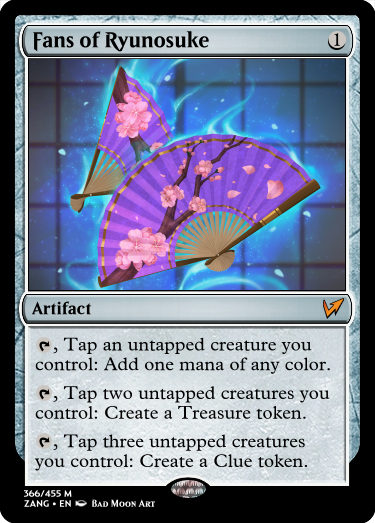 Fans of Ryunosuke 1
Artifact
, Tap an untapped creature you
control: Add one mana of any color.
, Tap two untapped creatures you
control: Create a Treasure token.
, Tap three untapped creatures
you control: Create a Clue token.
366/455 M
ZANG • EN Bad Moon Art